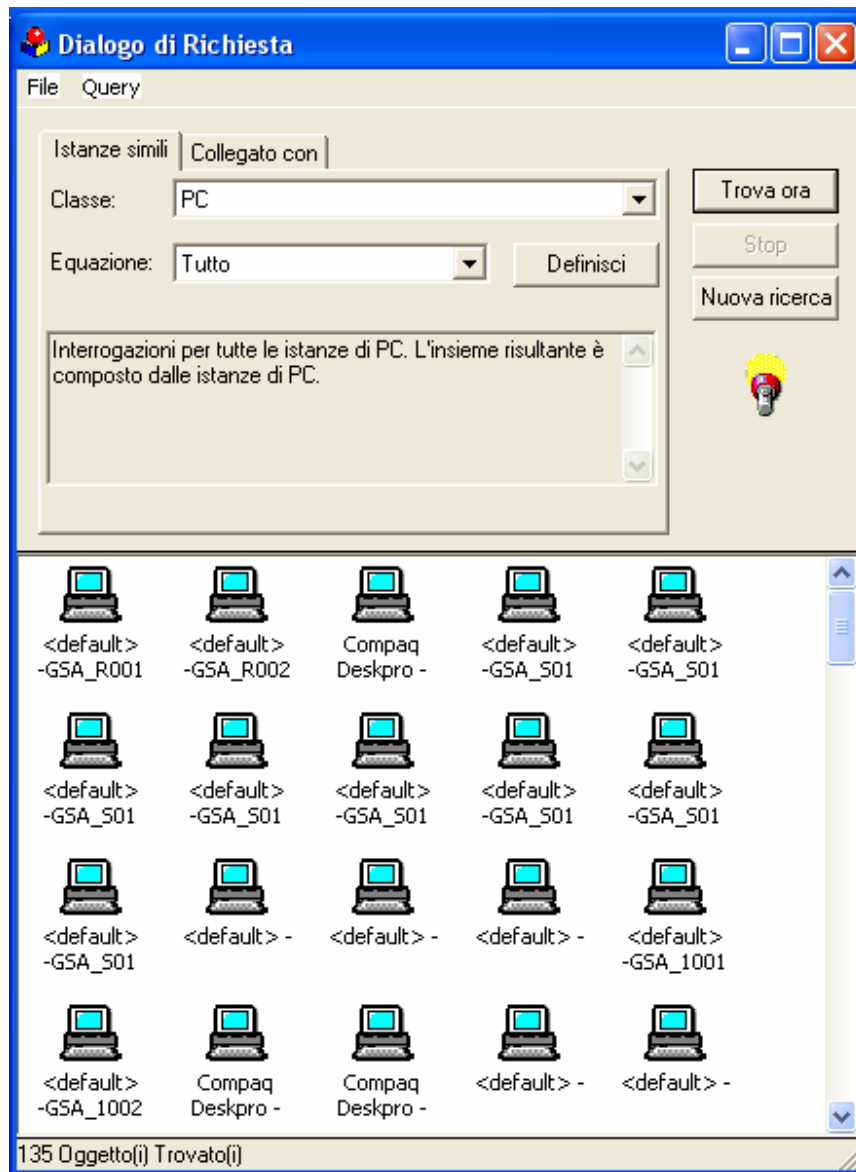 Dialogo di Richiesta
File Query
Istanze simili Collegato con
Classe: PC
Trova ora
Equazione: Tutto Definisci
Stop
Nuova ricerca
Interrogazioni per tutte le istanze di PC. L'insieme risultante è
composto dalle istanze di PC.
<default> <default> Compaq <default> <default>
-GSA_R001 -GSA_R002 Deskpro - -GSA_S01 -GSA_S01
<default> <default> <default> <default> <default>
-GSA_S01 -GSA_S01 -GSA_S01 -GSA_S01 -GSA_S01
<default> <default> - <default> - <default> - <default>
-GSA_S01 -GSA_1001
<default> Compaq Compaq <default> - <default> -
-GSA_1002 Deskpro - Deskpro -
135 Oggetto(i) Trovato(i)